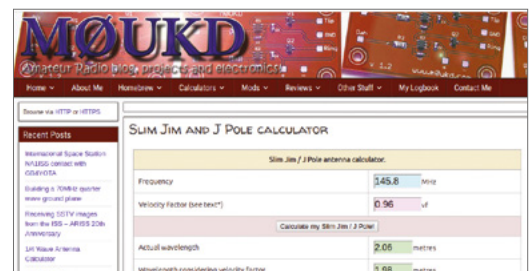 MØUKD
Amateur Radio blog, projects and electronics!
Home About Me Homebrew Calculators Mods Reviews Other Stuff My Logbook Contact Me
Browse via HTTP or HTTPS
Recent Posts
International Space Station
NA1SS contact with
GB4YOTA
Building a 70MHz quarter
wave ground plane
Receiving SSTV images
from the ISS – ARISS 20th
Anniversary
1/4 Wave Antenna
Calculator
SLIM JIM AND J POLE CALCULATOR
Slim Jim / J Pole antenna calculator.
Frequency 145.8 MHz
Velocity Factor (see text*) 0.96 vf
Calculate my Slim Jim / J Pole!
Actual wavelength 2.06 metres
Wavelength considering velocity factor 1.98 metres